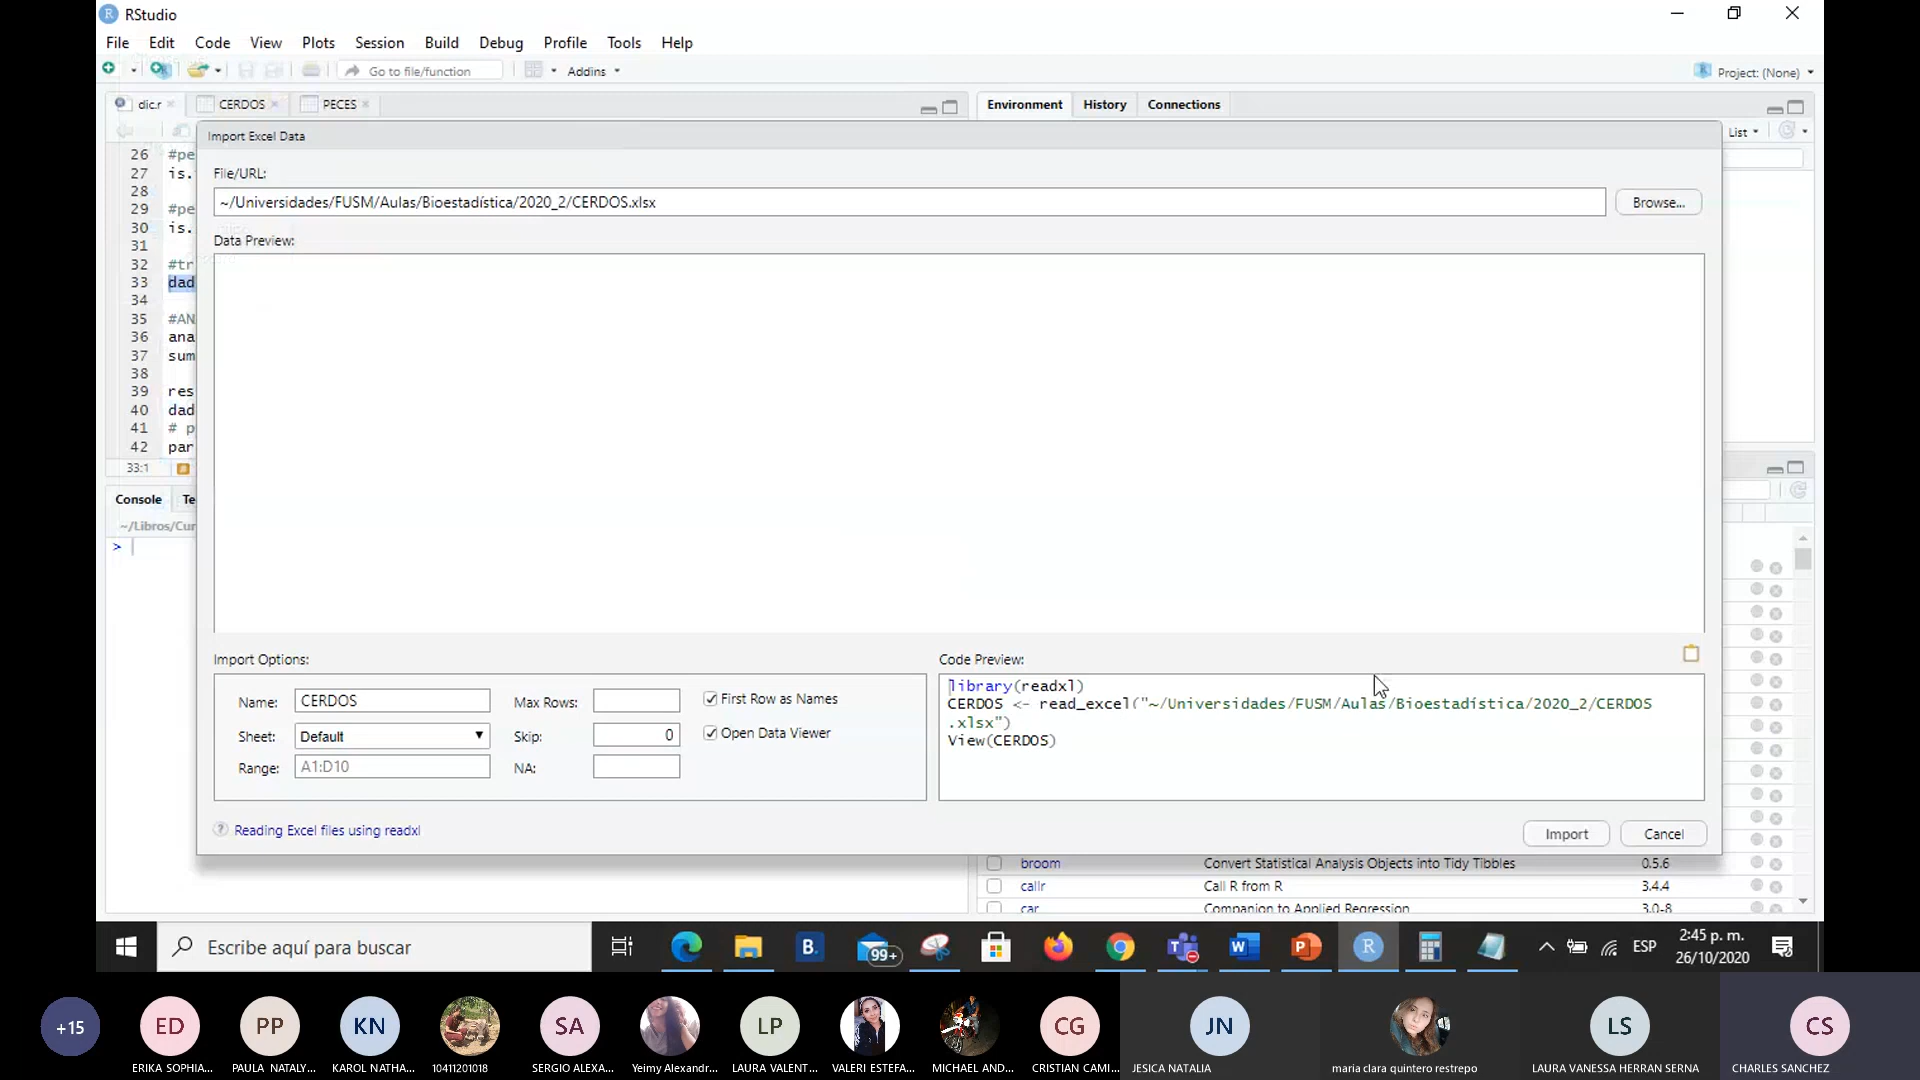 RStudio
File Edit Code View Plots Session Build Debug Profile Tools Help
Go to file/function Addins Project: (None)
dic.r CERDOS PECES Environment History Connections
Import Excel Data
List
26 #pe
27 is.
28
29 #pe
30 is.
31
32 #tr
33 dad
34
35 #AN
36 ana
37 sum
38
39 res
40 dad
41 # p
42 par
33:1
Console Te
~/Libros/Cur
>
File/URL:
~/Universidades/FUSM/Aulas/Bioestadística/2020_2/CERDOS.xlsx Browse...
Data Preview:
Import Options:
Name: CERDOS Max Rows: First Row as Names
Sheet: Default Skip: 0 Open Data Viewer
Range: A1:D10 NA:
Code Preview:
library(readxl)
CERDOS <- read_excel("~/Universidades/FUSM/Aulas/Bioestadística/2020_2/CERDOS
.xlsx")
View(CERDOS)
? Reading Excel files using readxl
Import Cancel
broom Convert Statistical Analysis Objects into Tidy Tibbles 0.5.6
callr Call R from R 3.4.4
car Companion to Applied Regression 3.0-8
Escribe aquí para buscar
B. 99+ T W P R
ESP
2:45 p. m.
26/10/2020
+15 ED PP KN SA LP CG JN LS CS
ERIKA SOPHIA... PAULA NATALY... KAROL NATHA... 10411201018 SERGIO ALEXA... Yeimy Alexandr... LAURA VALENT... VALERI ESTEFA... MICHAEL AND... CRISTIAN CAMI... JESICA NATALIA maria clara quintero restrepo LAURA VANESSA HERRAN SERNA CHARLES SANCHEZ